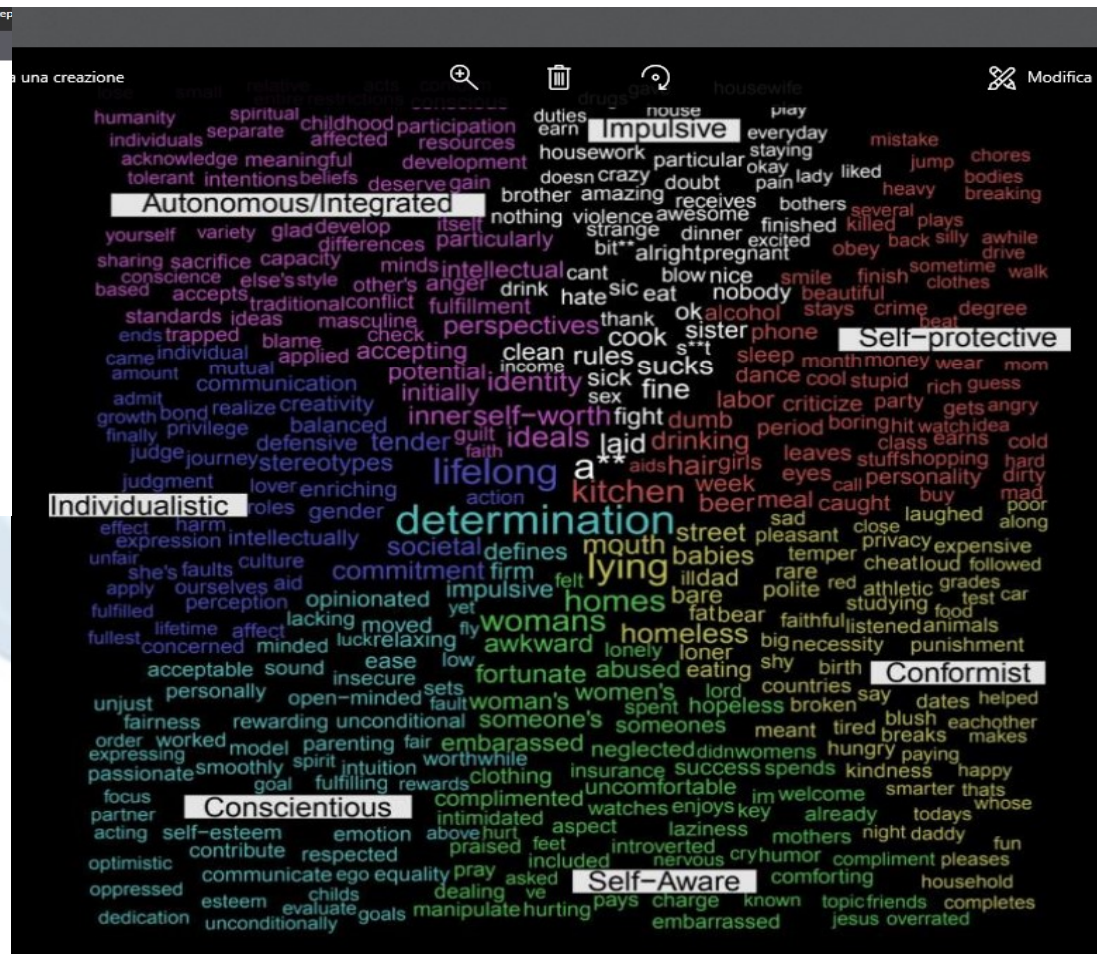 ep
a una creazione
Modifica
lose small relative acts
entire restrictions conscious drugs gave housewife
humanity spiritual childhood participation duties house play
individuals separate affected resources earn Impulsive everyday mistake
acknowledge meaningful development housework particular staying okay jump chores
tolerant intentions beliefs deserve gain doesn crazy doubt pain lady liked heavy bodies breaking
Autonomous/Integrated brother amazing receives bothers several
nothing violence awesome finished killed plays
yourself variety glad develop itself strange dinner excited obey back silly awhile
differences particularly bit** alright pregnant drive
sharing sacrifice capacity minds intellectual cant blow nice smile finish sometime walk
conscience else's style other's anger drink hate sic eat nobody beautiful clothes
based accepts traditional conflict fulfillment thank ok alcohol stays crime degree
standards ideas masculine perspectives cook sister phone beat
ends trapped blame check s**t Self-protective
came individual applied accepting clean rules sucks sleep month money wear mom
amount mutual potential income
communication initially identity sick fine dance cool stupid rich guess
admit sex labor criticize party gets angry
growth bond realize creativity inner self-worth fight dumb period boring hit watch idea
finally privilege balanced guilt ideals laid drinking class earns cold
judge journey defensive tender faith leaves stuff shopping hard
stereotypes lifelong a** aids hair girls eyes call personality dirty
judgment lover enriching action kitchen week buy mad
Individualistic roles gender beer meal caught poor
effect harm determination sad laughed along
expression intellectually societal defines mouth street pleasant close privacy expensive
unfair culture commitment firm lying babies temper cheat loud followed
she's faults felt ill dad rare
apply ourselves aid opinionated impulsive bare polite red athletic grades
fulfilled perception yet homes fat bear studying food test car
lacking moved fly womans faithful listened animals
fullest lifetime affect minded luck relaxing awkward homeless big necessity punishment
concerned lonely loner
acceptable sound ease low fortunate abused eating shy birth Conformist
insecure
unjust personally open-minded sets fault woman's women's lord countries say dates helped
spent hopeless broken
fairness rewarding unconditional someone's someones meant tired blush eachother
order worked model parenting fair embarassed neglected didn womens hungry breaks makes
expressing worthwhile paying
passionate smoothly spirit intuition clothing insurance success spends kindness happy
goal fulfilling rewards uncomfortable smarter thats
focus Conscientious complimented watches enjoys key im welcome already todays whose
partner intimidated
acting self-esteem emotion above hurt aspect laziness mothers night daddy
contribute respected praised feet introverted fun
optimistic included nervous cry humor compliment pleases
communicate ego equality pray asked Self-Aware comforting household
oppressed childs dealing ve
esteem evaluate goals manipulate hurting pays charge known topic friends completes
dedication unconditionally embarrassed jesus overrated